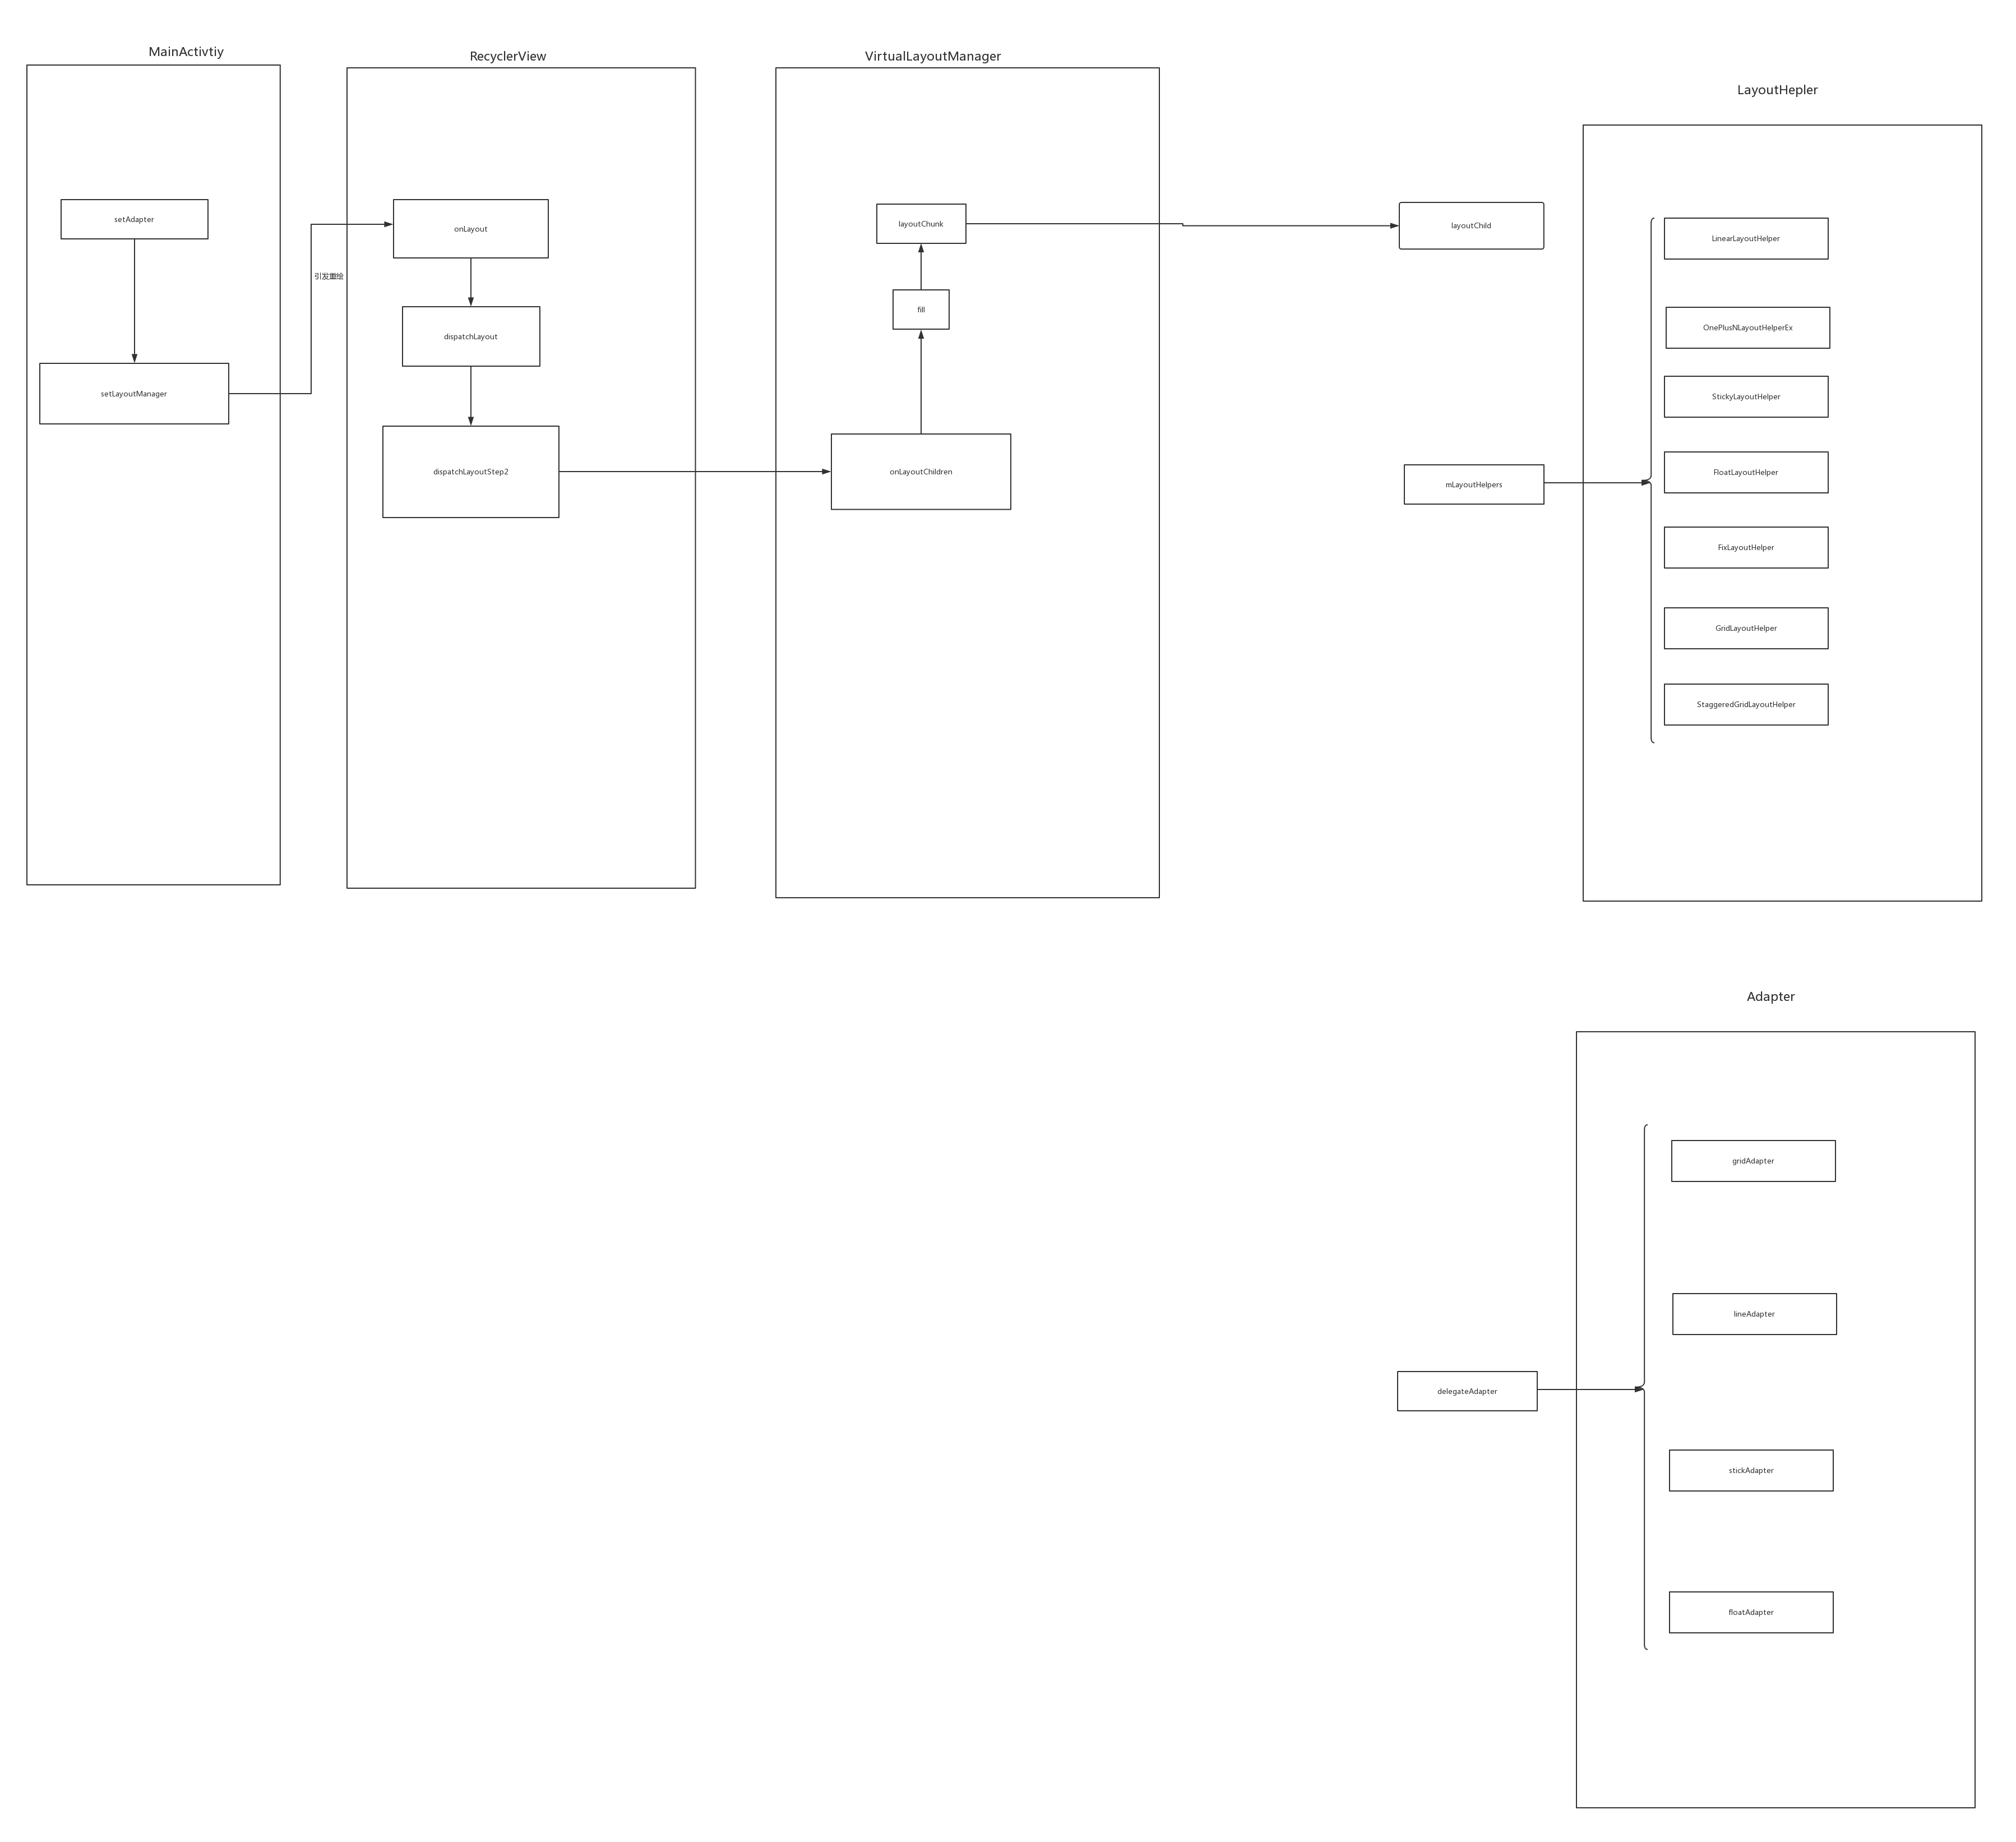 MainActivtiy
setAdapter
setLayoutManager
引发重绘
RecyclerView
onLayout
dispatchLayout
dispatchLayoutStep2
VirtualLayoutManager
layoutChunk
fill
onLayoutChildren
layoutChild
mLayoutHelpers
LayoutHepler
LinearLayoutHelper
OnePlusNLayoutHelperEx
StickyLayoutHelper
FloatLayoutHelper
FixLayoutHelper
GridLayoutHelper
StaggeredGridLayoutHelper
Adapter
delegateAdapter
gridAdapter
lineAdapter
stickAdapter
floatAdapter